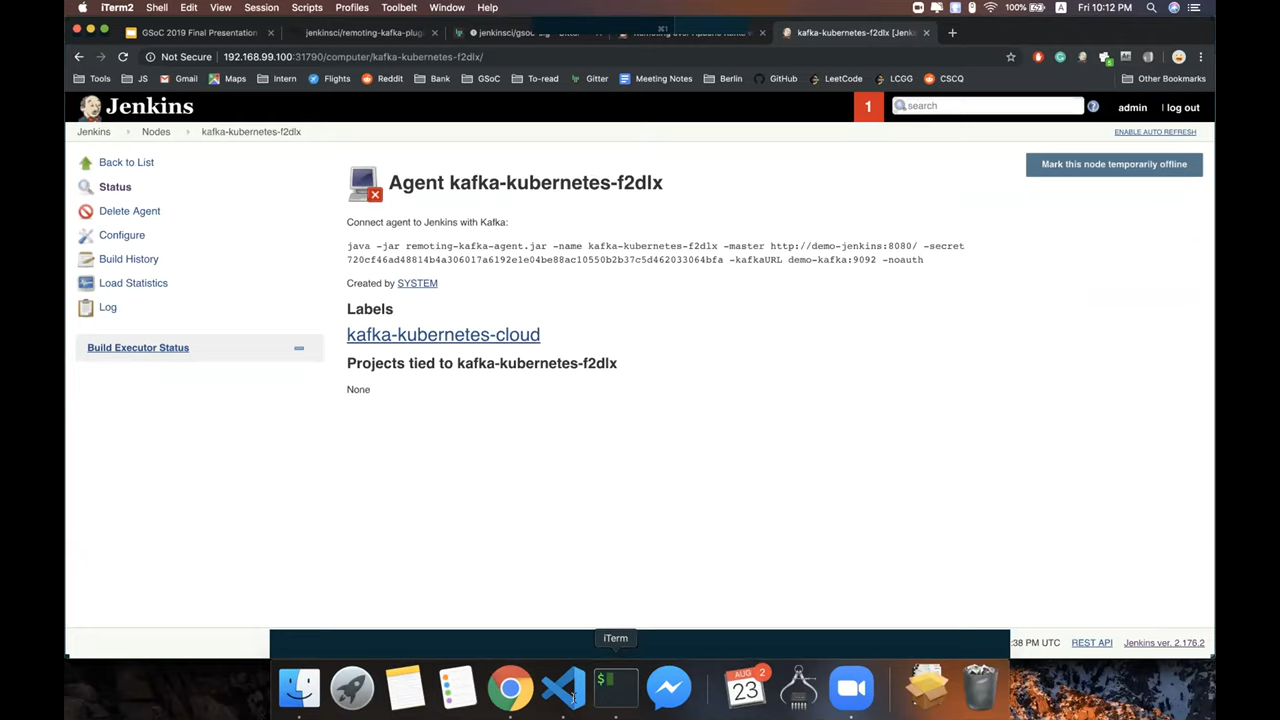 iTerm2 Shell Edit View Session Scripts Profiles Toolbelt Window Help 100% Fri 10:12 PM
⌘1
GSoC 2019 Final Presentation jenkinsci/remoting-kafka-plug jenkinsci/gsoc-sig kafka-kubernetes-f2dlx [Jenk
Not Secure 192.168.99.100:31790/computer/kafka-kubernetes-f2dlx/
Tools JS Gmail Maps Intern Flights Reddit Bank GSoC To-read Gitter Meeting Notes Berlin GitHub LeetCode LCGG CSCQ Other Bookmarks
Jenkins 1 search admin log out
Jenkins Nodes kafka-kubernetes-f2dlx ENABLE AUTO REFRESH
Back to List
Status
Delete Agent
Configure
Build History
Load Statistics
Log
Build Executor Status
Mark this node temporarily offline
Agent kafka-kubernetes-f2dlx
Connect agent to Jenkins with Kafka:
java -jar remoting-kafka-agent.jar -name kafka-kubernetes-f2dlx -master http://demo-jenkins:8080/ -secret
720cf46ad48814b4a306017a6192e1e04be88ac10550b2b37c5d462033064bfa -kafkaURL demo-kafka:9092 -noauth
Created by SYSTEM
Labels
kafka-kubernetes-cloud
Projects tied to kafka-kubernetes-f2dlx
None
iTerm
:38 PM UTC REST API Jenkins ver. 2.176.2
$
AUG
23
2